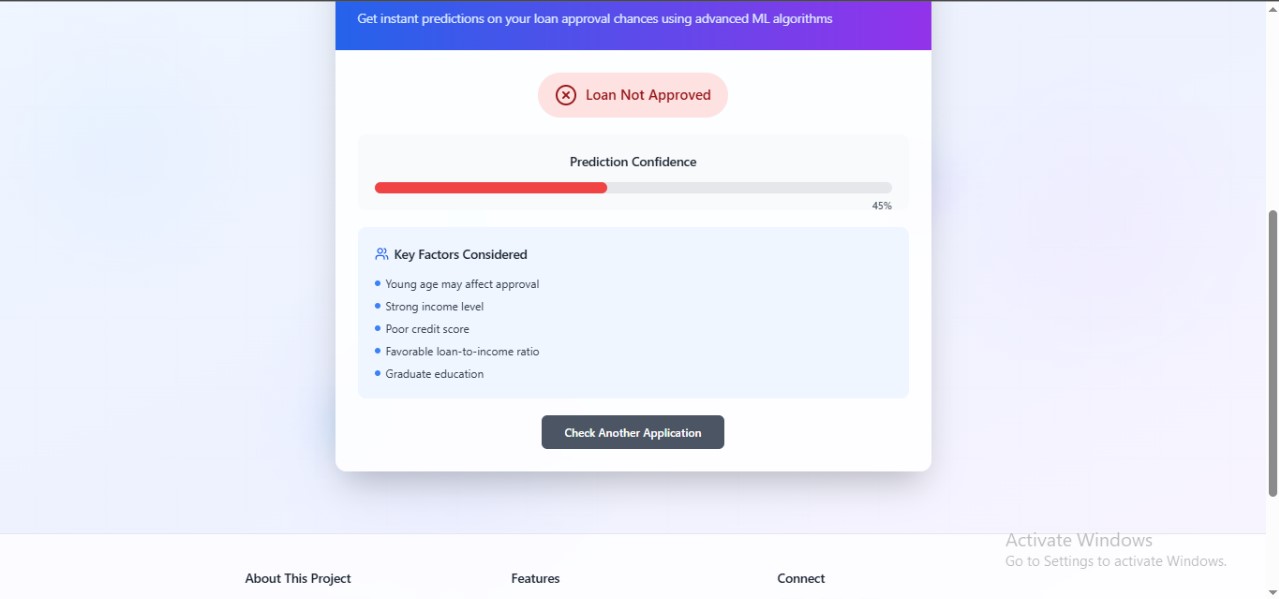 Get instant predictions on your loan approval chances using advanced ML algorithms
Loan Not Approved
Prediction Confidence
45%
Key Factors Considered
Young age may affect approval
Strong income level
Poor credit score
Favorable loan-to-income ratio
Graduate education
Check Another Application
Activate Windows
Go to Settings to activate Windows.
About This Project
Features
Connect